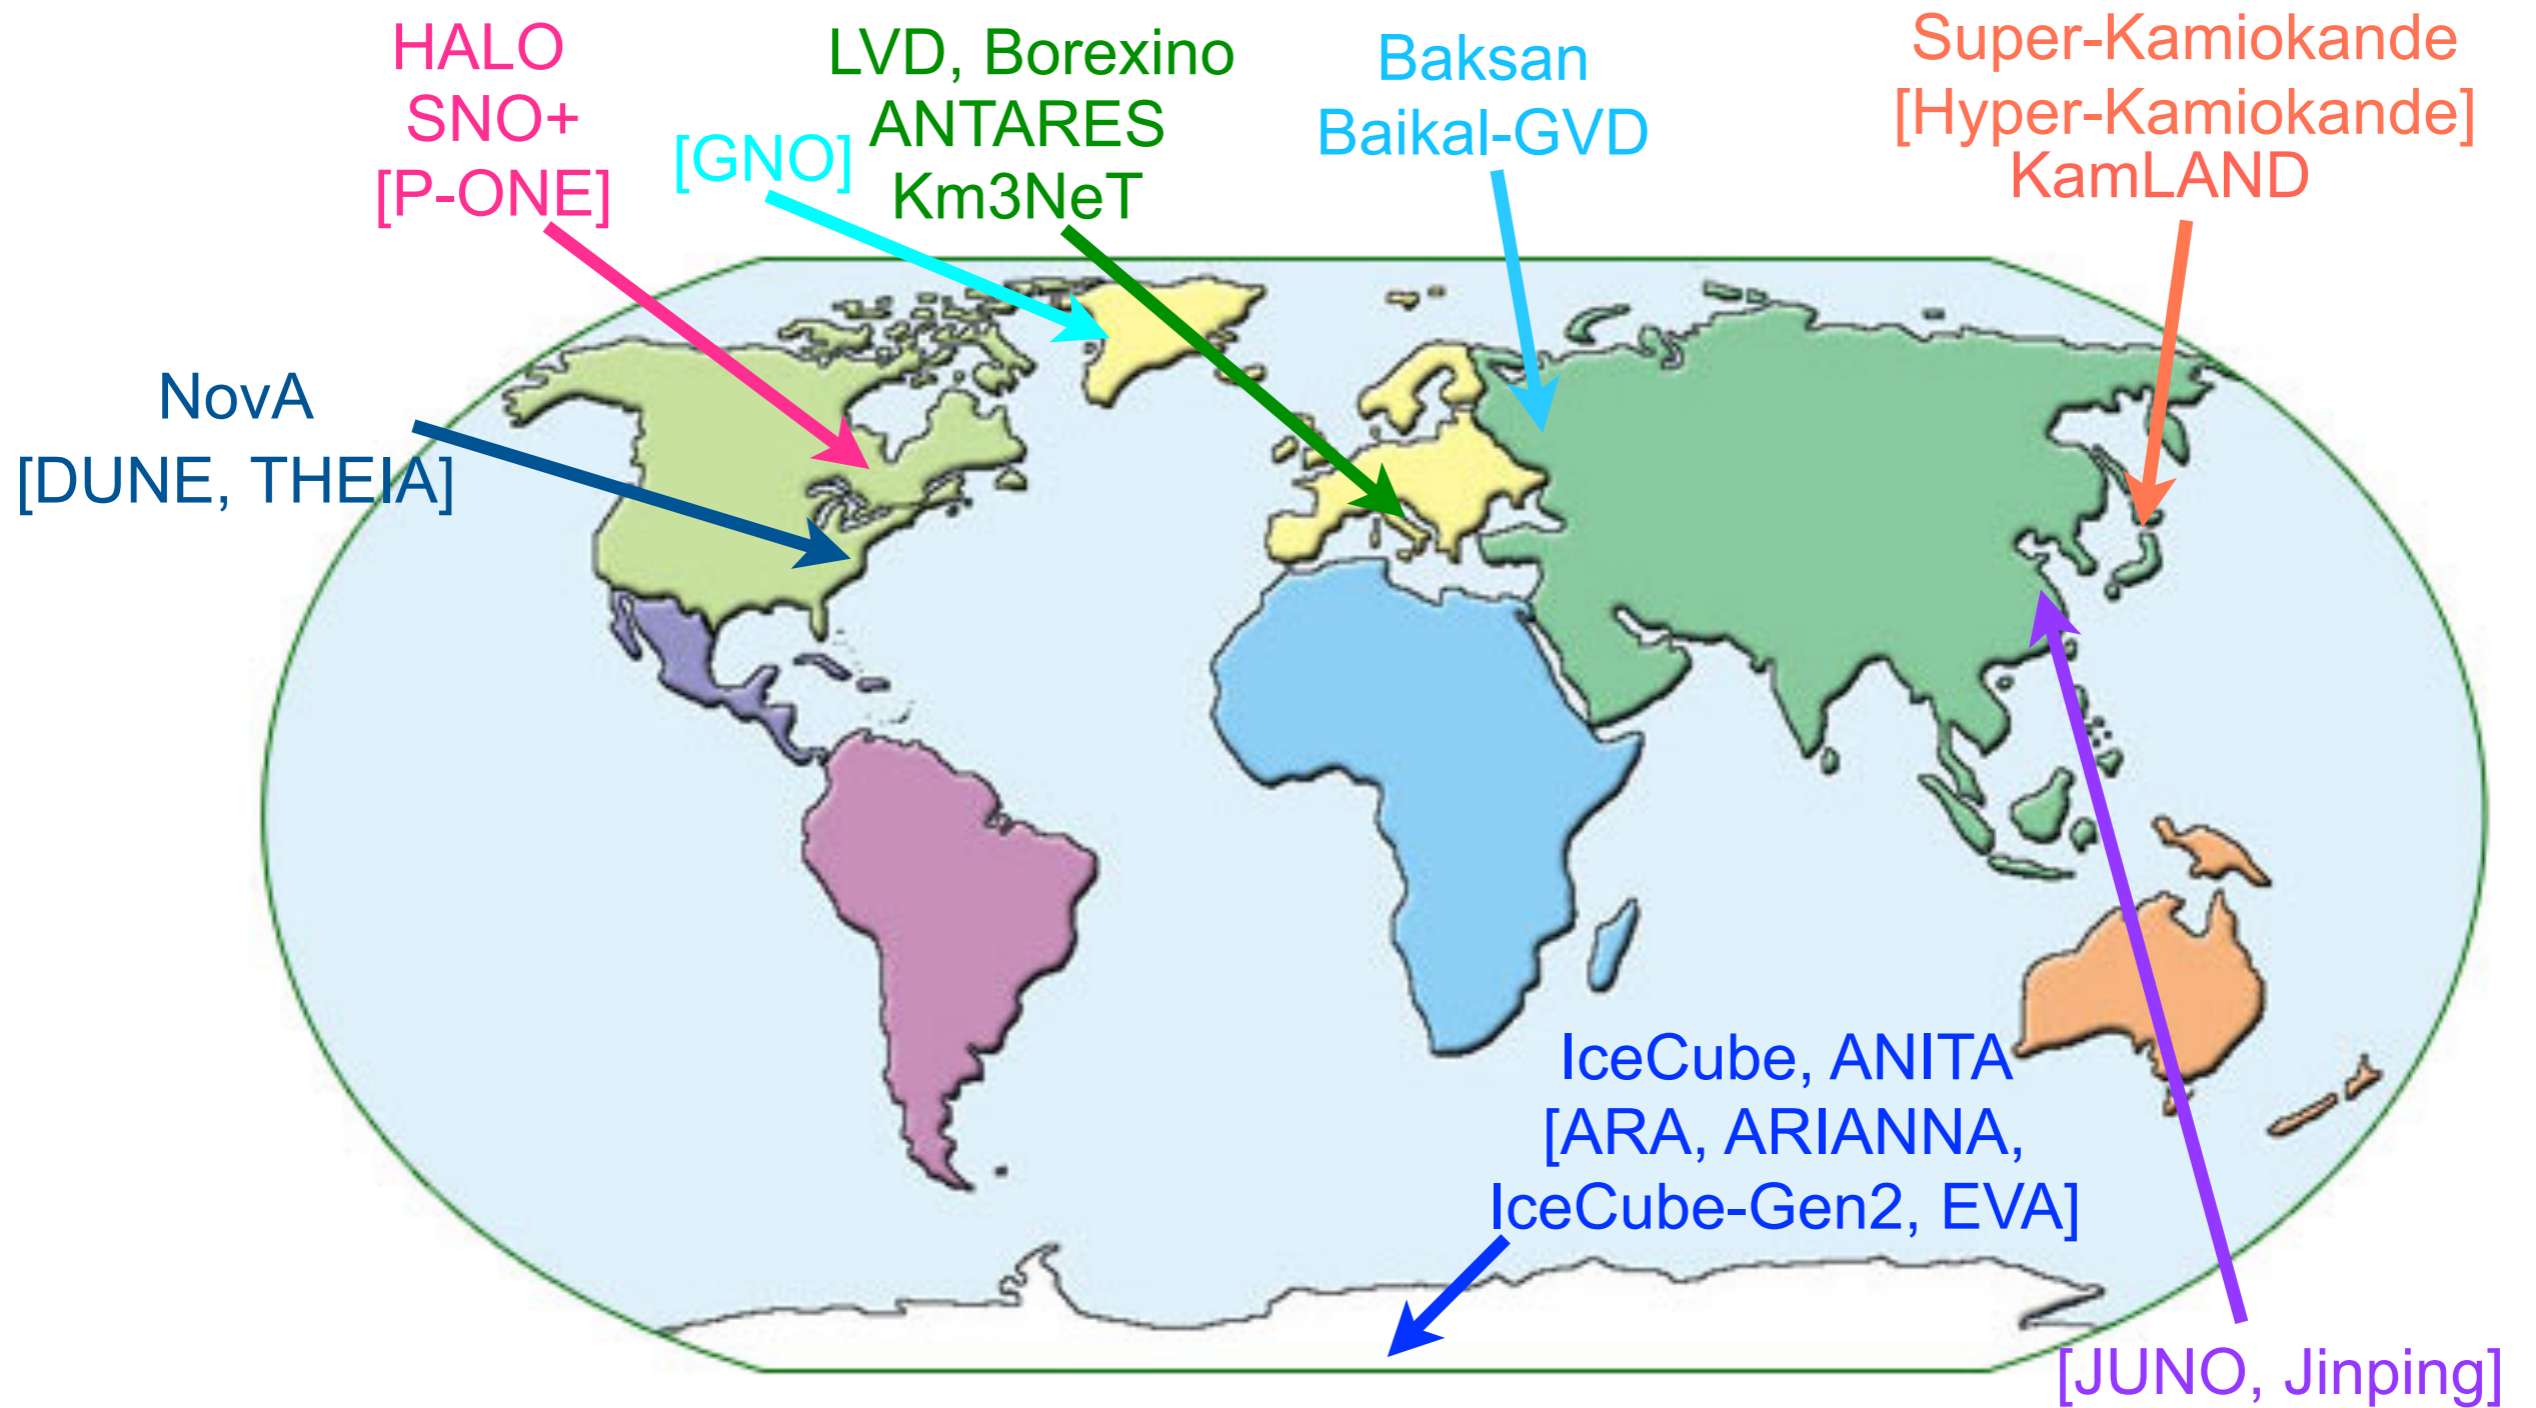 HALO
SNO+
[P-ONE]
[GNO]
LVD, Borexino
ANTARES
Km3NeT
Baksan
Baikal-GVD
Super-Kamiokande
[Hyper-Kamiokande]
KamLAND
NovA
[DUNE, THEIA]
IceCube, ANITA
[ARA, ARIANNA,
IceCube-Gen2, EVA]
[JUNO, Jinping]